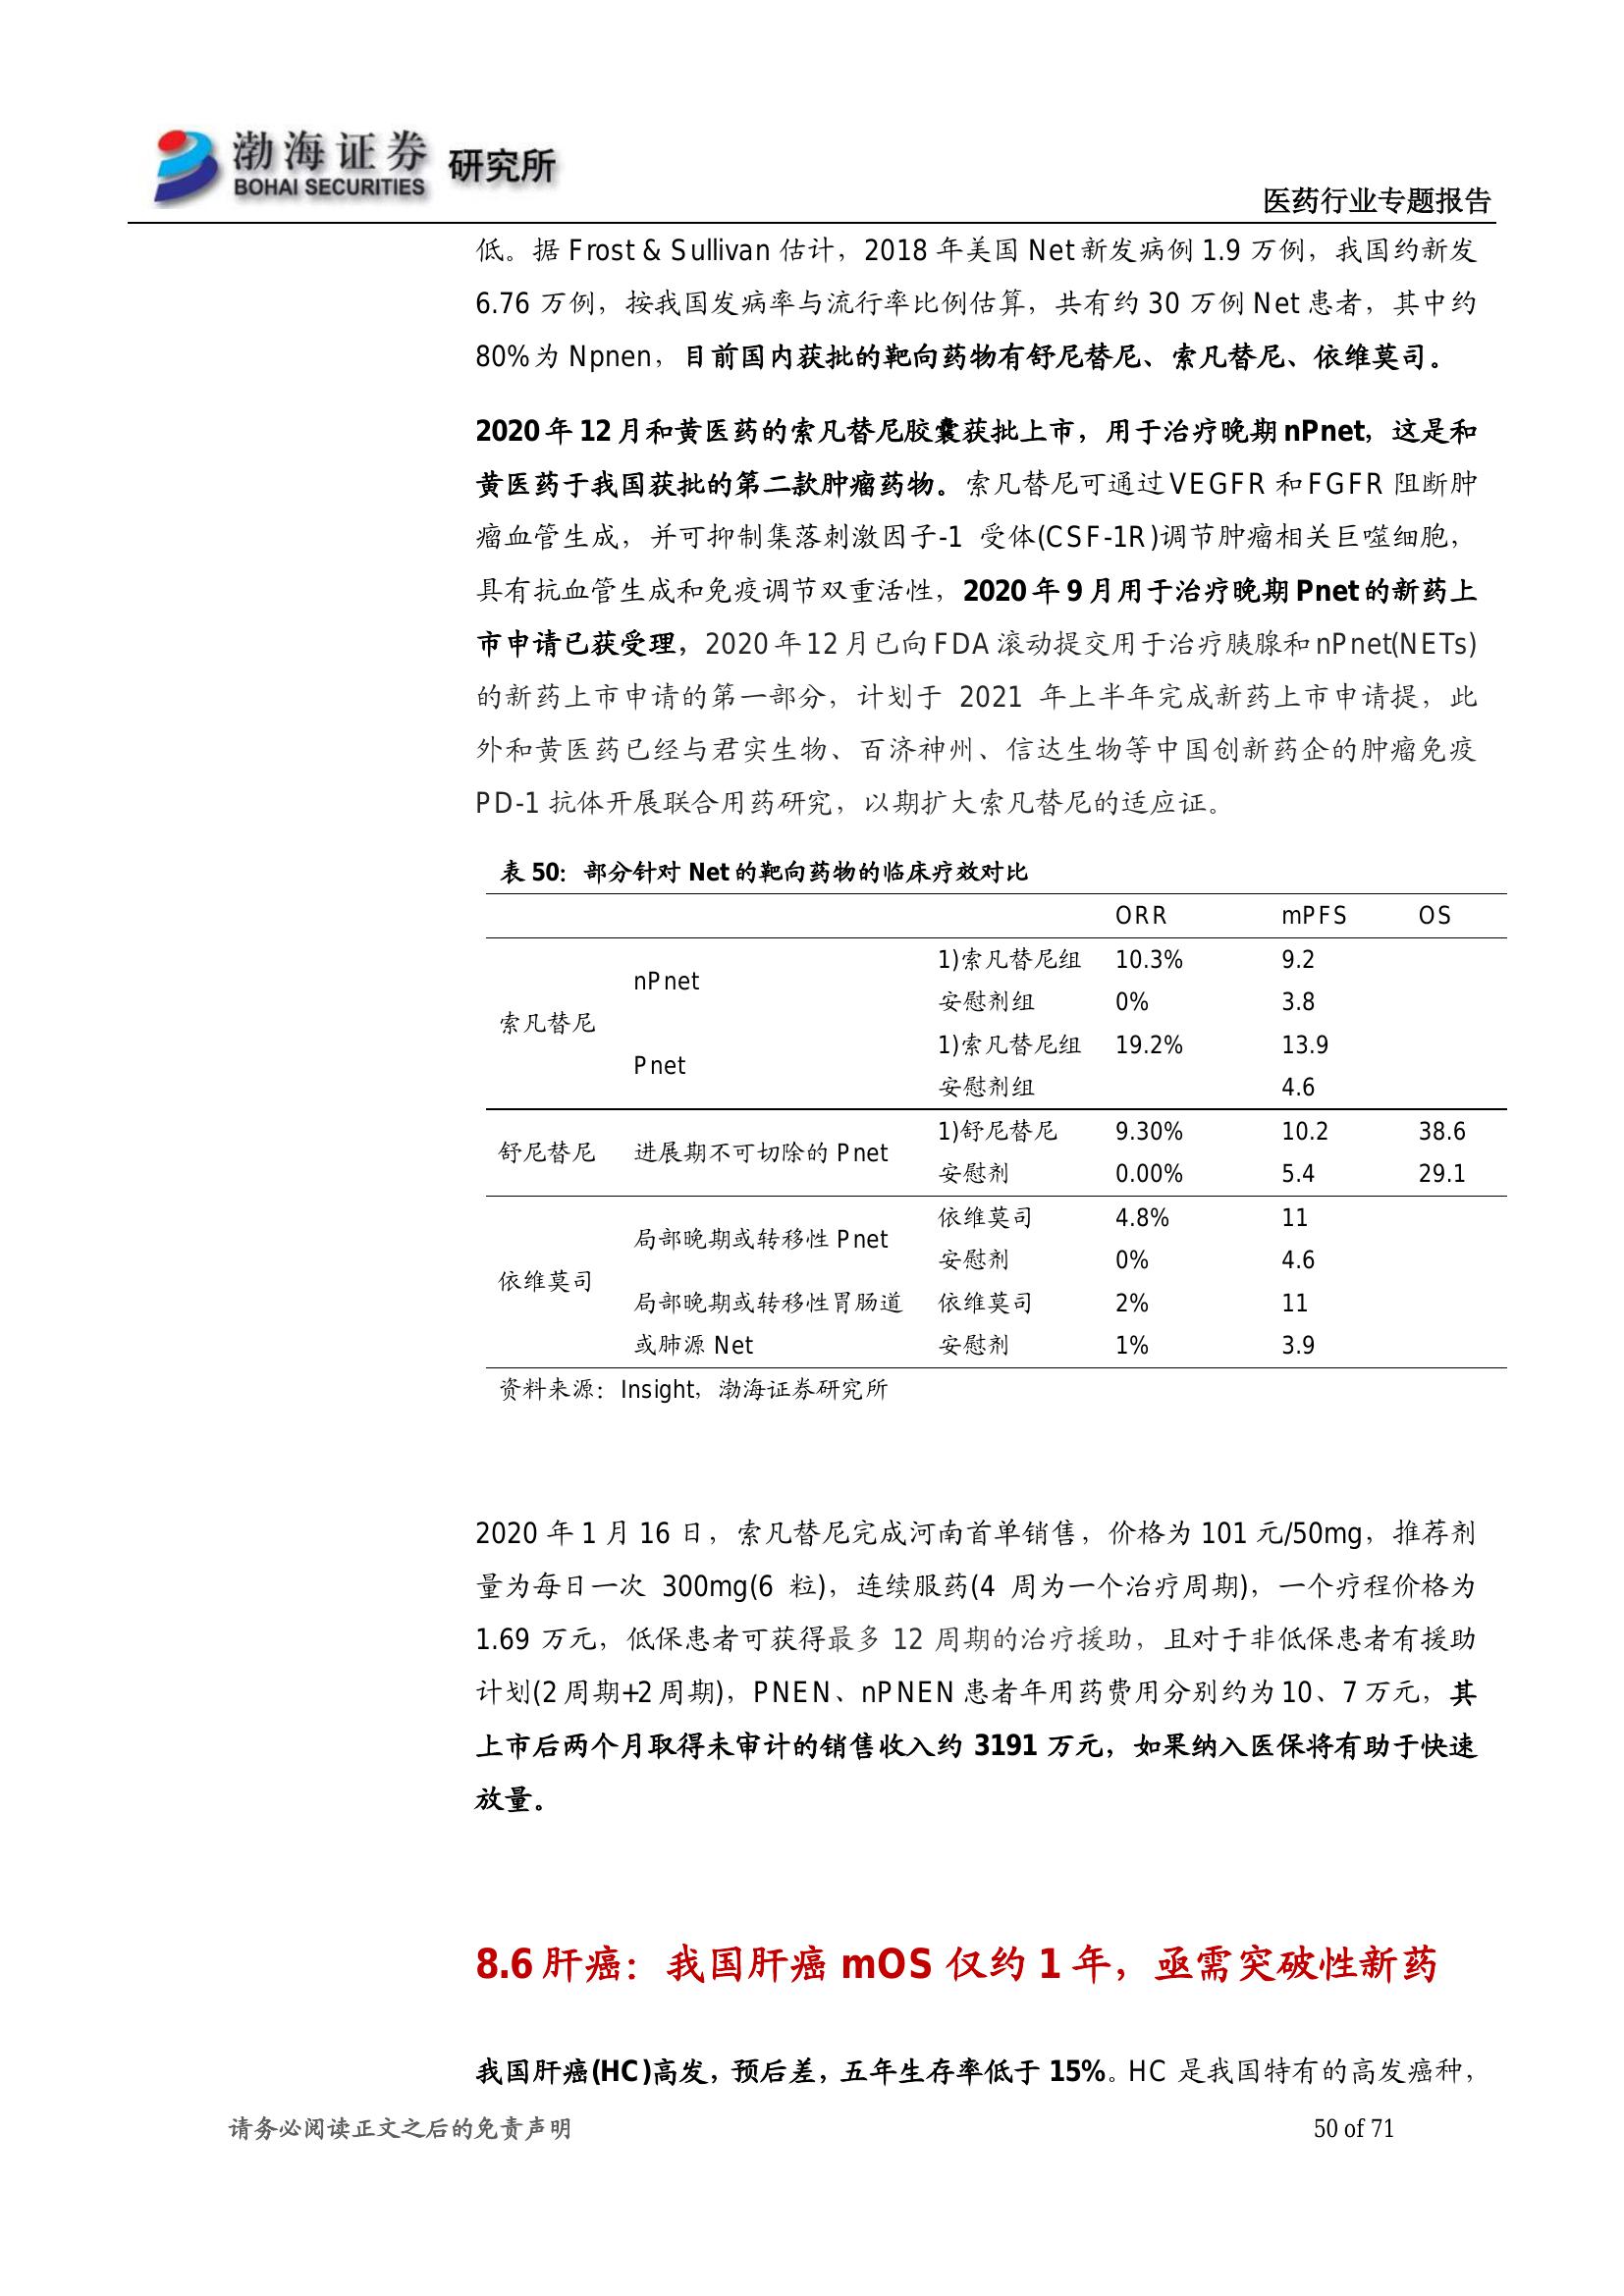 渤海证券 研究所
BOHAI SECURITIES
医药行业专题报告
低。据 Frost & Sullivan 估计，2018 年美国 Net 新发病例 1.9 万例，我国约新发
6.76 万例，按我国发病率与流行率比例估算，共有约 30 万例 Net 患者，其中约
80%为 Npnen，目前国内获批的靶向药物有舒尼替尼、索凡替尼、依维莫司。
2020 年 12 月和黄医药的索凡替尼胶囊获批上市，用于治疗晚期 nPnet，这是和
黄医药于我国获批的第二款肿瘤药物。索凡替尼可通过 VEGFR 和 FGFR 阻断肿
瘤血管生成，并可抑制集落刺激因子-1 受体(CSF-1R)调节肿瘤相关巨噬细胞，
具有抗血管生成和免疫调节双重活性，2020 年 9 月用于治疗晚期 Pnet 的新药上
市申请已获受理，2020 年 12 月已向 FDA 滚动提交用于治疗胰腺和 nPnet(NETs)
的新药上市申请的第一部分，计划于 2021 年上半年完成新药上市申请提，此
外和黄医药已经与君实生物、百济神州、信达生物等中国创新药企的肿瘤免疫
PD-1 抗体开展联合用药研究，以期扩大索凡替尼的适应证。
表 50：部分针对 Net 的靶向药物的临床疗效对比
ORR mPFS OS
索凡替尼 nPnet 1)索凡替尼组 10.3% 9.2
安慰剂组 0% 3.8
Pnet 1)索凡替尼组 19.2% 13.9
安慰剂组 4.6
舒尼替尼 进展期不可切除的 Pnet 1)舒尼替尼 9.30% 10.2 38.6
安慰剂 0.00% 5.4 29.1
依维莫司 局部晚期或转移性 Pnet 依维莫司 4.8% 11
安慰剂 0% 4.6
局部晚期或转移性胃肠道 依维莫司 2% 11
或肺源 Net 安慰剂 1% 3.9
资料来源：Insight，渤海证券研究所
2020 年 1 月 16 日，索凡替尼完成河南首单销售，价格为 101 元/50mg，推荐剂
量为每日一次 300mg(6 粒)，连续服药(4 周为一个治疗周期)，一个疗程价格为
1.69 万元，低保患者可获得最多 12 周期的治疗援助，且对于非低保患者有援助
计划(2 周期+2 周期)，PNEN、nPNEN 患者年用药费用分别约为 10、7 万元，其
上市后两个月取得未审计的销售收入约 3191 万元，如果纳入医保将有助于快速
放量。
8.6 肝癌：我国肝癌 mOS 仅约 1 年，亟需突破性新药
我国肝癌(HC)高发，预后差，五年生存率低于 15%。HC 是我国特有的高发癌种，
请务必阅读正文之后的免责声明 50 of 71